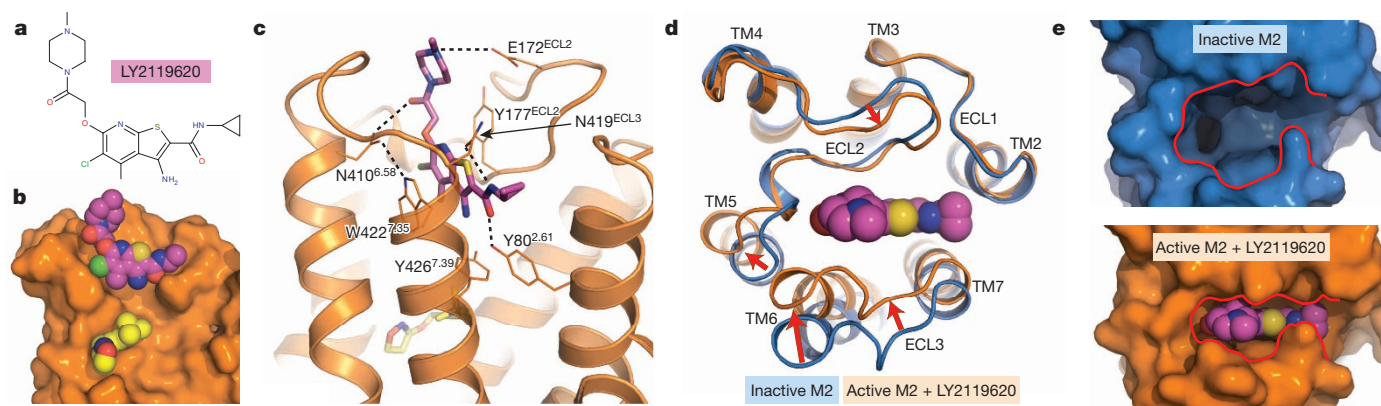 a
CH₃
N
N
O
O
N
S
HN
O
Cl
NH₂
LY2119620
b
c
E172ECL2
Y177ECL2
N419ECL3
N4106.58
W4227.35
Y802.61
Y4267.39
d
TM4
TM3
ECL1
ECL2
TM2
TM5
TM7
TM6
ECL3
Inactive M2
Active M2 + LY2119620
e
Inactive M2
Active M2 + LY2119620